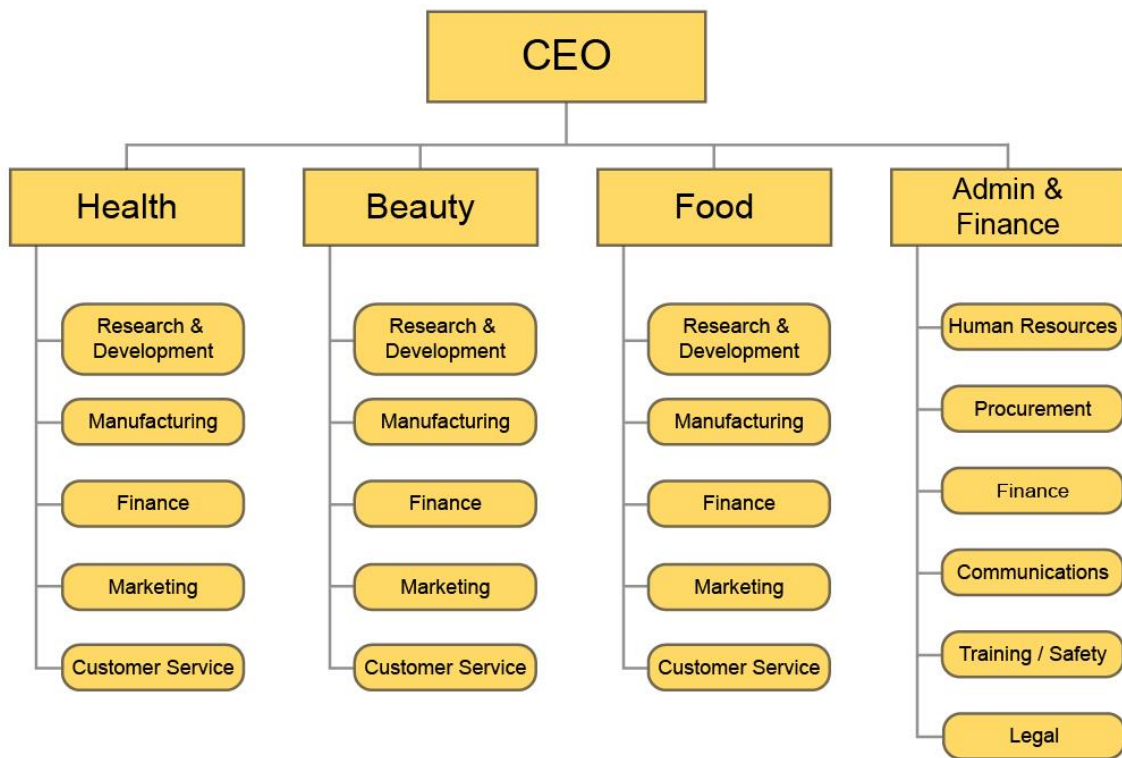 CEO
Health
Beauty
Food
Admin &
Finance
Research &
Development
Manufacturing
Finance
Marketing
Customer Service
Research &
Development
Manufacturing
Finance
Marketing
Customer Service
Research &
Development
Manufacturing
Finance
Marketing
Customer Service
Human Resources
Procurement
Finance
Communications
Training / Safety
Legal